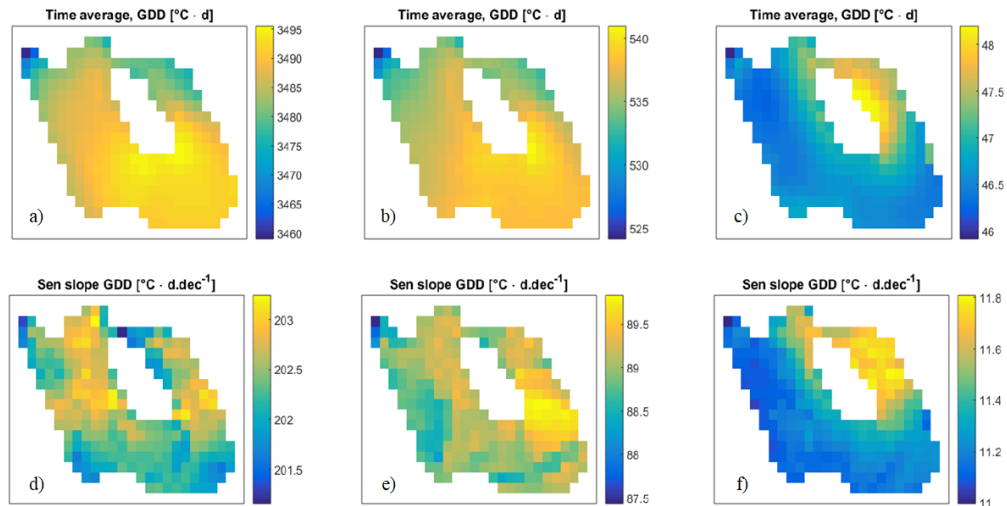 Time average, GDD [°C · d]
3495
3490
3485
3480
3475
3470
3465
3460
a)
Time average, GDD [°C · d]
540
535
530
525
b)
Time average, GDD [°C · d]
48
47.5
47
46.5
46
c)
Sen slope GDD [°C · d.dec⁻¹]
203
202.5
202
201.5
d)
Sen slope GDD [°C · d.dec⁻¹]
89.5
89
88.5
88
87.5
e)
Sen slope GDD [°C · d.dec⁻¹]
11.8
11.6
11.4
11.2
11
f)